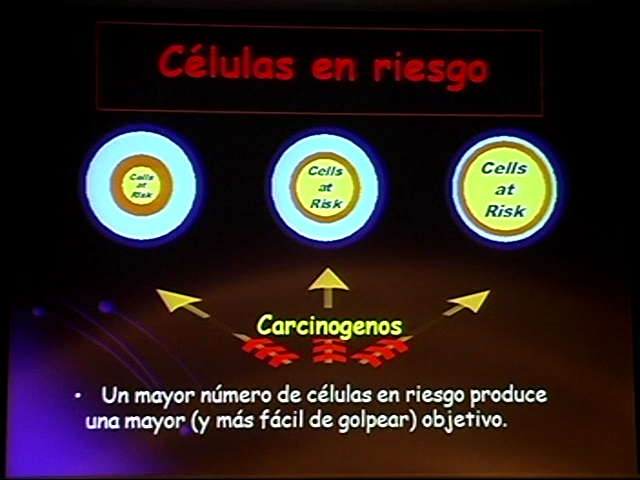 Células en riesgo
Cells
at
Risk
Cells
at
Risk
Cells
at
Risk
Carcinogenos
• Un mayor número de células en riesgo produce
una mayor (y más fácil de golpear) objetivo.